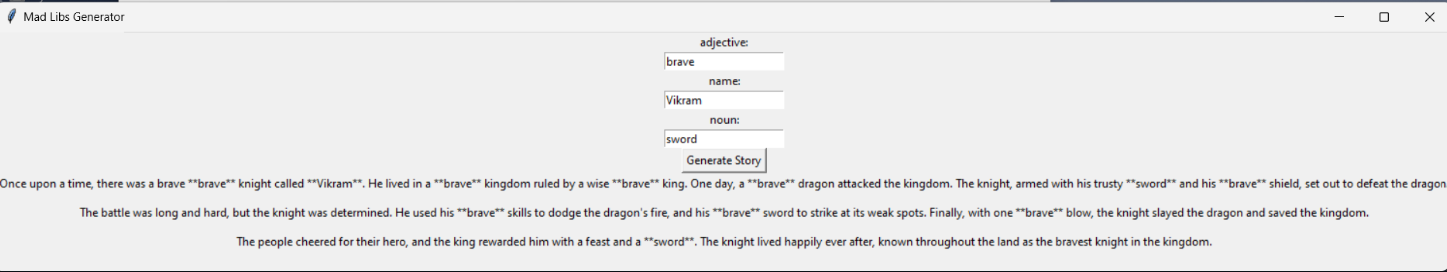 Mad Libs Generator
adjective:
brave
name:
Vikram
noun:
sword
Generate Story
Once upon a time, there was a brave **brave** knight called **Vikram**. He lived in a **brave** kingdom ruled by a wise **brave** king. One day, a **brave** dragon attacked the kingdom. The knight, armed with his trusty **sword** and his **brave** shield, set out to defeat the dragon
The battle was long and hard, but the knight was determined. He used his **brave** skills to dodge the dragon's fire, and his **brave** sword to strike at its weak spots. Finally, with one **brave** blow, the knight slayed the dragon and saved the kingdom.
The people cheered for their hero, and the king rewarded him with a feast and a **sword**. The knight lived happily ever after, known throughout the land as the bravest knight in the kingdom.